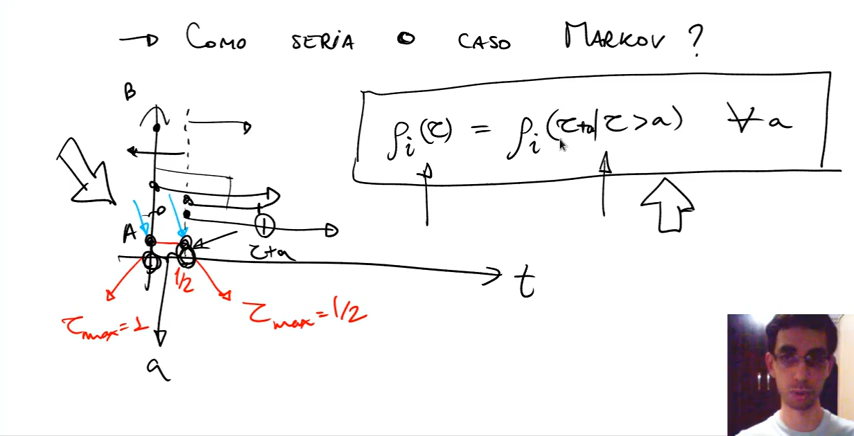 → COMO SERIA O CASO MARKOV?
B
ρi(τ) = ρi(τ+a|τ>a) ∀a
A
τ+a
1/2
t
τmax=1
τmax=1/2
a